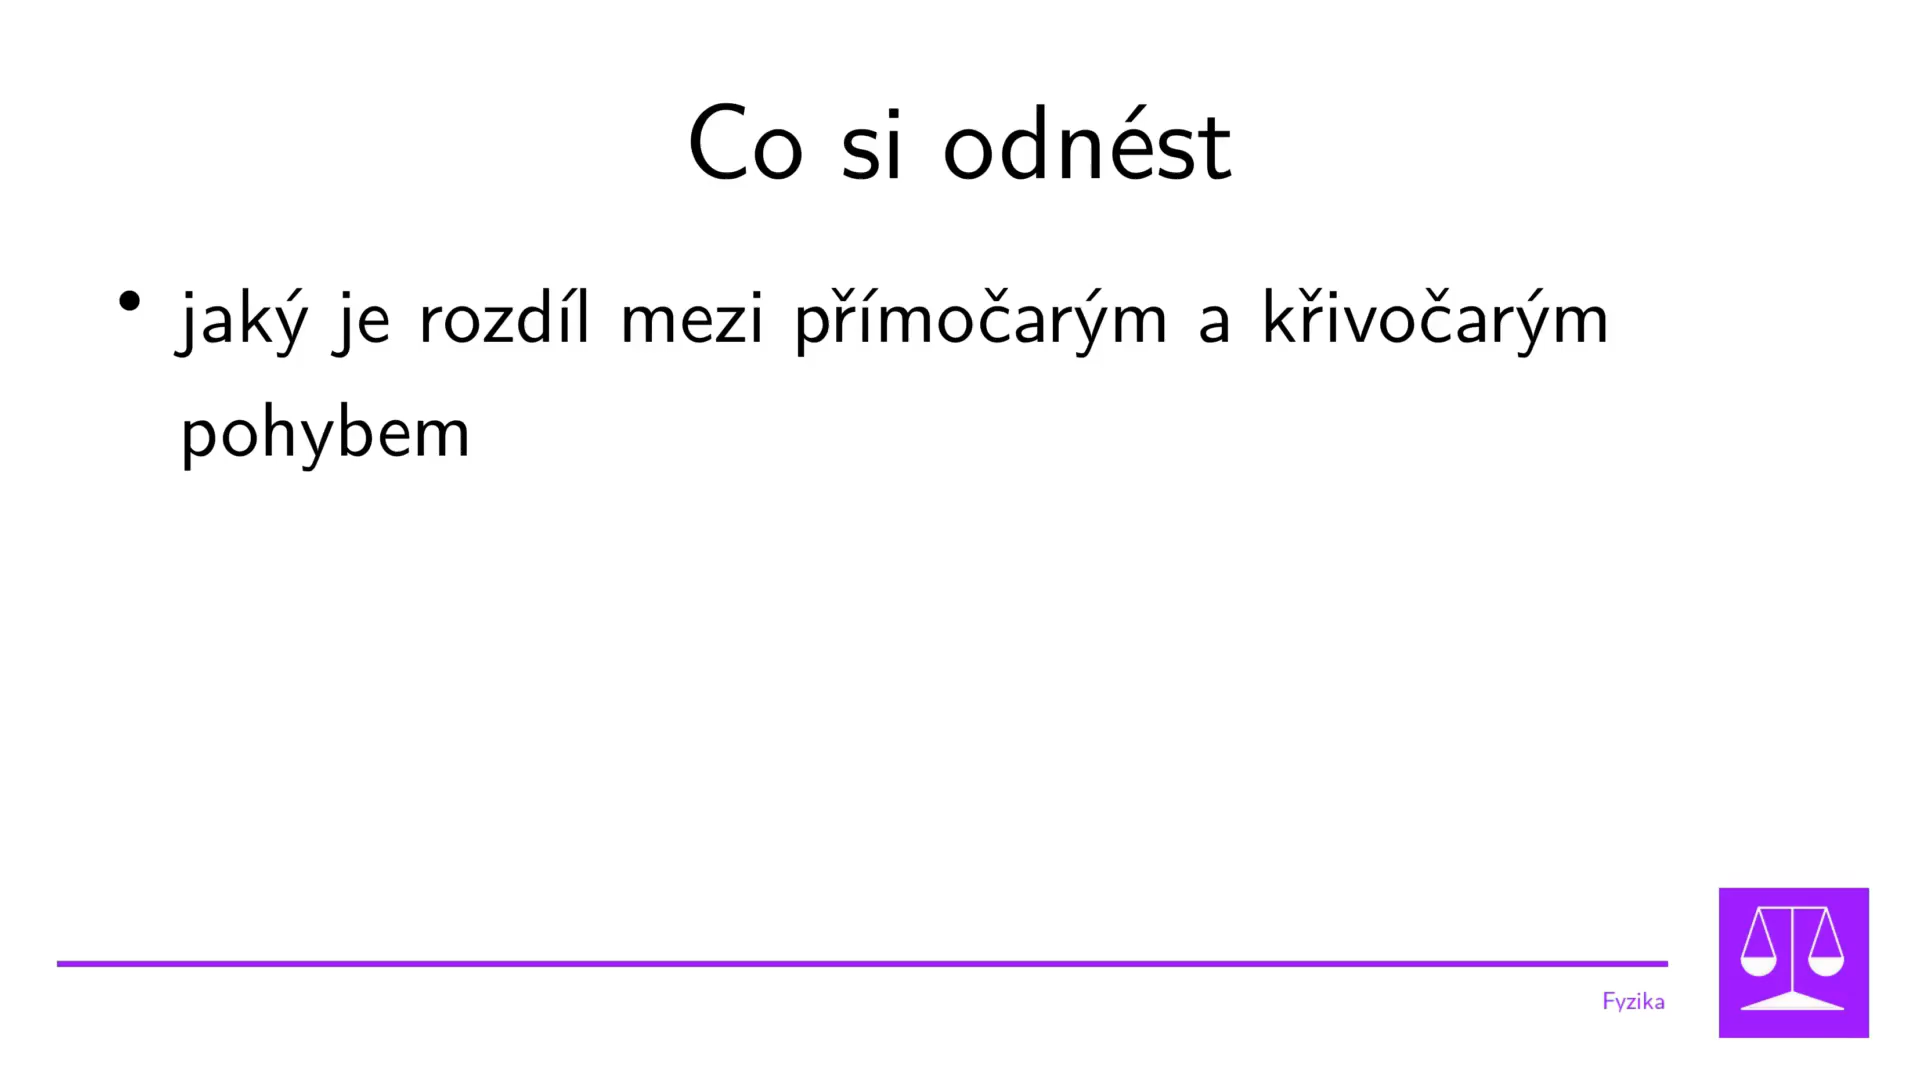 Co si odnést
• jaký je rozdíl mezi přímočarým a křivočarým
pohybem
Fyzika